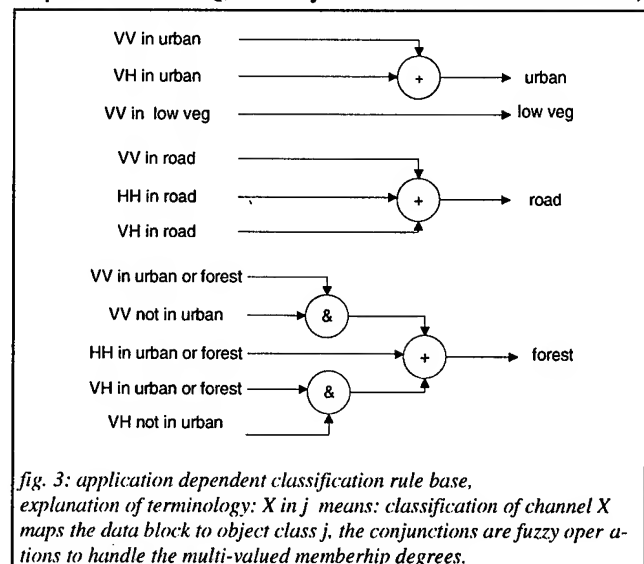 VV in urban
VH in urban
+
urban
VV in low veg
low veg
VV in road
HH in road
VH in road
+
road
VV in urban or forest
VV not in urban
&
HH in urban or forest
+
forest
VH in urban or forest
&
VH not in urban
fig. 3: application dependent classification rule base,
explanation of terminology: X in j means: classification of channel X
maps the data block to object class j, the conjunctions are fuzzy oper a-
tions to handle the multi-valued memberhip degrees.